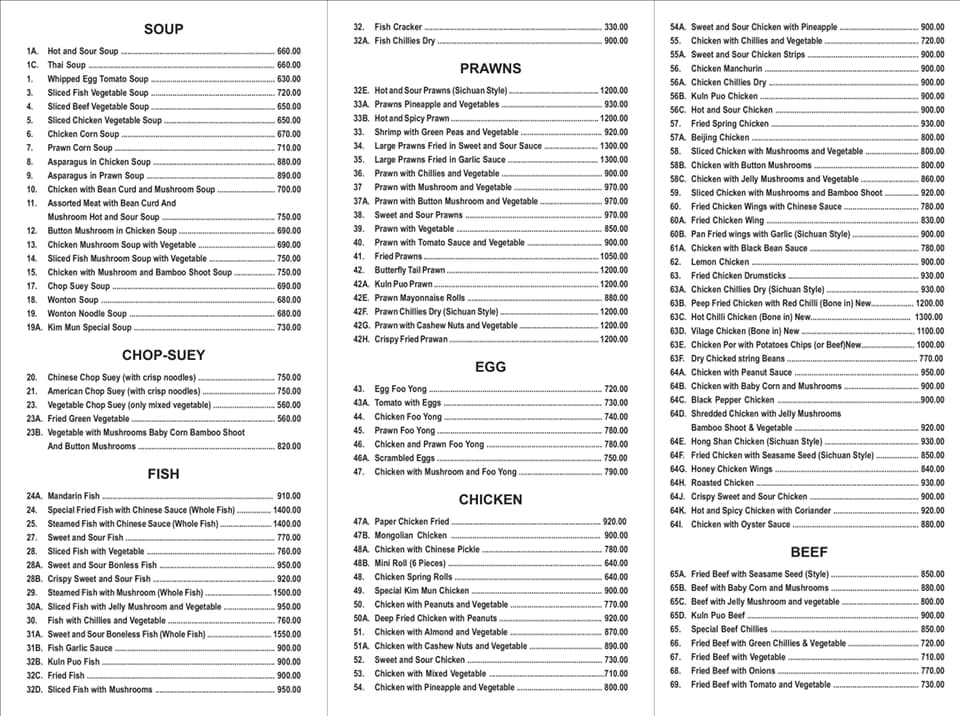 SOUP
1A. Hot and Sour Soup 660.00
1C. Thai Soup 660.00
1. Whipped Egg Tomato Soup 630.00
3. Sliced Fish Vegetable Soup 720.00
4. Sliced Beef Vegetable Soup 650.00
5. Sliced Chicken Vegetable Soup 650.00
6. Chicken Corn Soup 670.00
7. Prawn Corn Soup 710.00
8. Asparagus in Chicken Soup 880.00
9. Asparagus in Prawn Soup 890.00
10. Chicken with Bean Curd and Mushroom Soup 700.00
11. Assorted Meat with Bean Curd And
Mushroom Hot and Sour Soup 750.00
12. Button Mushroom in Chicken Soup 690.00
13. Chicken Mushroom Soup with Vegetable 690.00
14. Sliced Fish Mushroom Soup with Vegetable 750.00
15. Chicken with Mushroom and Bamboo Shoot Soup 750.00
17. Chop Suey Soup 690.00
18. Wonton Soup 680.00
19. Wonton Noodle Soup 680.00
19A. Kim Mun Special Soup 730.00
CHOP-SUEY
20. Chinese Chop Suey (with crisp noodles) 750.00
21. American Chop Suey (with crisp noodles) 750.00
23. Vegetable Chop Suey (only mixed vegetable) 560.00
23A. Fried Green Vegetable 560.00
23B. Vegetable with Mushrooms Baby Corn Bamboo Shoot
And Button Mushrooms 820.00
FISH
24A. Mandarin Fish 910.00
24. Special Fried Fish with Chinese Sauce (Whole Fish) 1400.00
25. Steamed Fish with Chinese Sauce (Whole Fish) 1400.00
27. Sweet and Sour Fish 770.00
28. Sliced Fish with Vegetable 760.00
28A. Sweet and Sour Bonless Fish 950.00
28B. Crispy Sweet and Sour Fish 920.00
29. Steamed Fish with Mushroom (Whole Fish) 1500.00
30A. Sliced Fish with Jelly Mushroom and Vegetable 950.00
30. Fish with Chillies and Vegetable 760.00
31A. Sweet and Sour Boneless Fish (Whole Fish) 1550.00
31B. Fish Garlic Sauce 900.00
32B. Kuln Puo Fish 900.00
32C. Fried Fish 900.00
32D. Sliced Fish with Mushrooms 950.00
32. Fish Cracker 330.00
32A. Fish Chillies Dry 900.00
PRAWNS
32E. Hot and Sour Prawns (Sichuan Style) 1200.00
33A. Prawns Pineapple and Vegetables 930.00
33B. Hot and Spicy Prawn 1200.00
33. Shrimp with Green Peas and Vegetable 920.00
34. Large Prawns Fried in Sweet and Sour Sauce 1300.00
35. Large Prawns Fried in Garlic Sauce 1300.00
36. Prawn with Chillies and Vegetable 900.00
37 Prawn with Mushroom and Vegetable 970.00
37A. Prawn with Button Mushroom and Vegetable 970.00
38. Sweet and Sour Prawns 970.00
39. Prawn with Vegetable 850.00
40. Prawn with Tomato Sauce and Vegetable 900.00
41. Fried Prawns 1050.00
42. Butterfly Tail Prawn 1200.00
42A. Kuln Puo Prawn 1200.00
42E. Prawn Mayonnaise Rolls 880.00
42F. Prawn Chillies Dry (Sichuan Style) 1200.00
42G. Prawn with Cashew Nuts and Vegetable 1200.00
42H. Crispy Fried Prawan 1200.00
EGG
43. Egg Foo Yong 720.00
43A. Tomato with Eggs 730.00
44. Chicken Foo Yong 740.00
45. Prawn Foo Yong 780.00
46. Chicken and Prawn Foo Yong 780.00
46A. Scrambled Eggs 750.00
47. Chicken with Mushroom and Foo Yong 790.00
CHICKEN
47A. Paper Chicken Fried 920.00
47B. Mongolian Chicken 900.00
48A. Chicken with Chinese Pickle 780.00
48B. Mini Roll (6 Pieces) 640.00
48. Chicken Spring Rolls 640.00
49. Special Kim Mun Chicken 900.00
50. Chicken with Peanuts and Vegetable 770.00
50A. Deep Fried Chicken with Peanuts 920.00
51. Chicken with Almond and Vegetable 870.00
51A. Chicken with Cashew Nuts and Vegetable 890.00
52. Sweet and Sour Chicken 730.00
53. Chicken with Mixed Vegetable 710.00
54. Chicken with Pineapple and Vegetable 800.00
54A. Sweet and Sour Chicken with Pineapple 900.00
55. Chicken with Chillies and Vegetable 720.00
55A. Sweet and Sour Chicken Strips 900.00
56. Chicken Manchurin 900.00
56A. Chicken Chillies Dry 900.00
56B. Kuln Puo Chicken 900.00
56C. Hot and Sour Chicken 900.00
57. Fried Spring Chicken 930.00
57A. Beijing Chicken 800.00
58. Sliced Chicken with Mushrooms and Vegetable 800.00
58B. Chicken with Button Mushrooms 800.00
58C. Chicken with Jelly Mushrooms and Vegetable 860.00
59. Sliced Chicken with Mushrooms and Bamboo Shoot 920.00
60. Fried Chicken Wings with Chinese Sauce 780.00
60A. Fried Chicken Wing 830.00
60B. Pan Fried wings with Garlic (Sichuan Style) 900.00
61A. Chicken with Black Bean Sauce 780.00
62. Lemon Chicken 900.00
63. Fried Chicken Drumsticks 930.00
63A. Chicken Chillies Dry (Sichuan Style) 930.00
63B. Peep Fried Chicken with Red Chilli (Bone in) New 1200.00
63C. Hot Chilli Chicken (Bone in) New 1300.00
63D. Vilage Chicken (Bone in) New 1100.00
63E. Chicken Por with Potatoes Chips (or Beef)New 1000.00
63F. Dry Chicked string Beans 770.00
64A. Chicken with Peanut Sauce 950.00
64B. Chicken with Baby Corn and Mushrooms 900.00
64C. Black Pepper Chicken 900.00
64D. Shredded Chicken with Jelly Mushrooms
Bamboo Shoot & Vegetable 920.00
64E. Hong Shan Chicken (Sichuan Style) 930.00
64F. Fried Chicken with Seasame Seed (Sichuan Style) 850.00
64G. Honey Chicken Wings 840.00
64H. Roasted Chicken 930.00
64J. Crispy Sweet and Sour Chicken 900.00
64K. Hot and Spicy Chicken with Coriander 920.00
64I. Chicken with Oyster Sauce 880.00
BEEF
65A. Fried Beef with Seasame Seed (Style) 850.00
65B. Beef with Baby Corn and Mushrooms 880.00
65C. Beef with Jelly Mushroom and vegetable 800.00
65D. Kuln Puo Beef 900.00
65. Special Beef Chillies 850.00
66. Fried Beef with Green Chillies & Vegetable 720.00
67. Fried Beef with Vegetable 710.00
68. Fried Beef with Onions 770.00
69. Fried Beef with Tomato and Vegetable 730.00